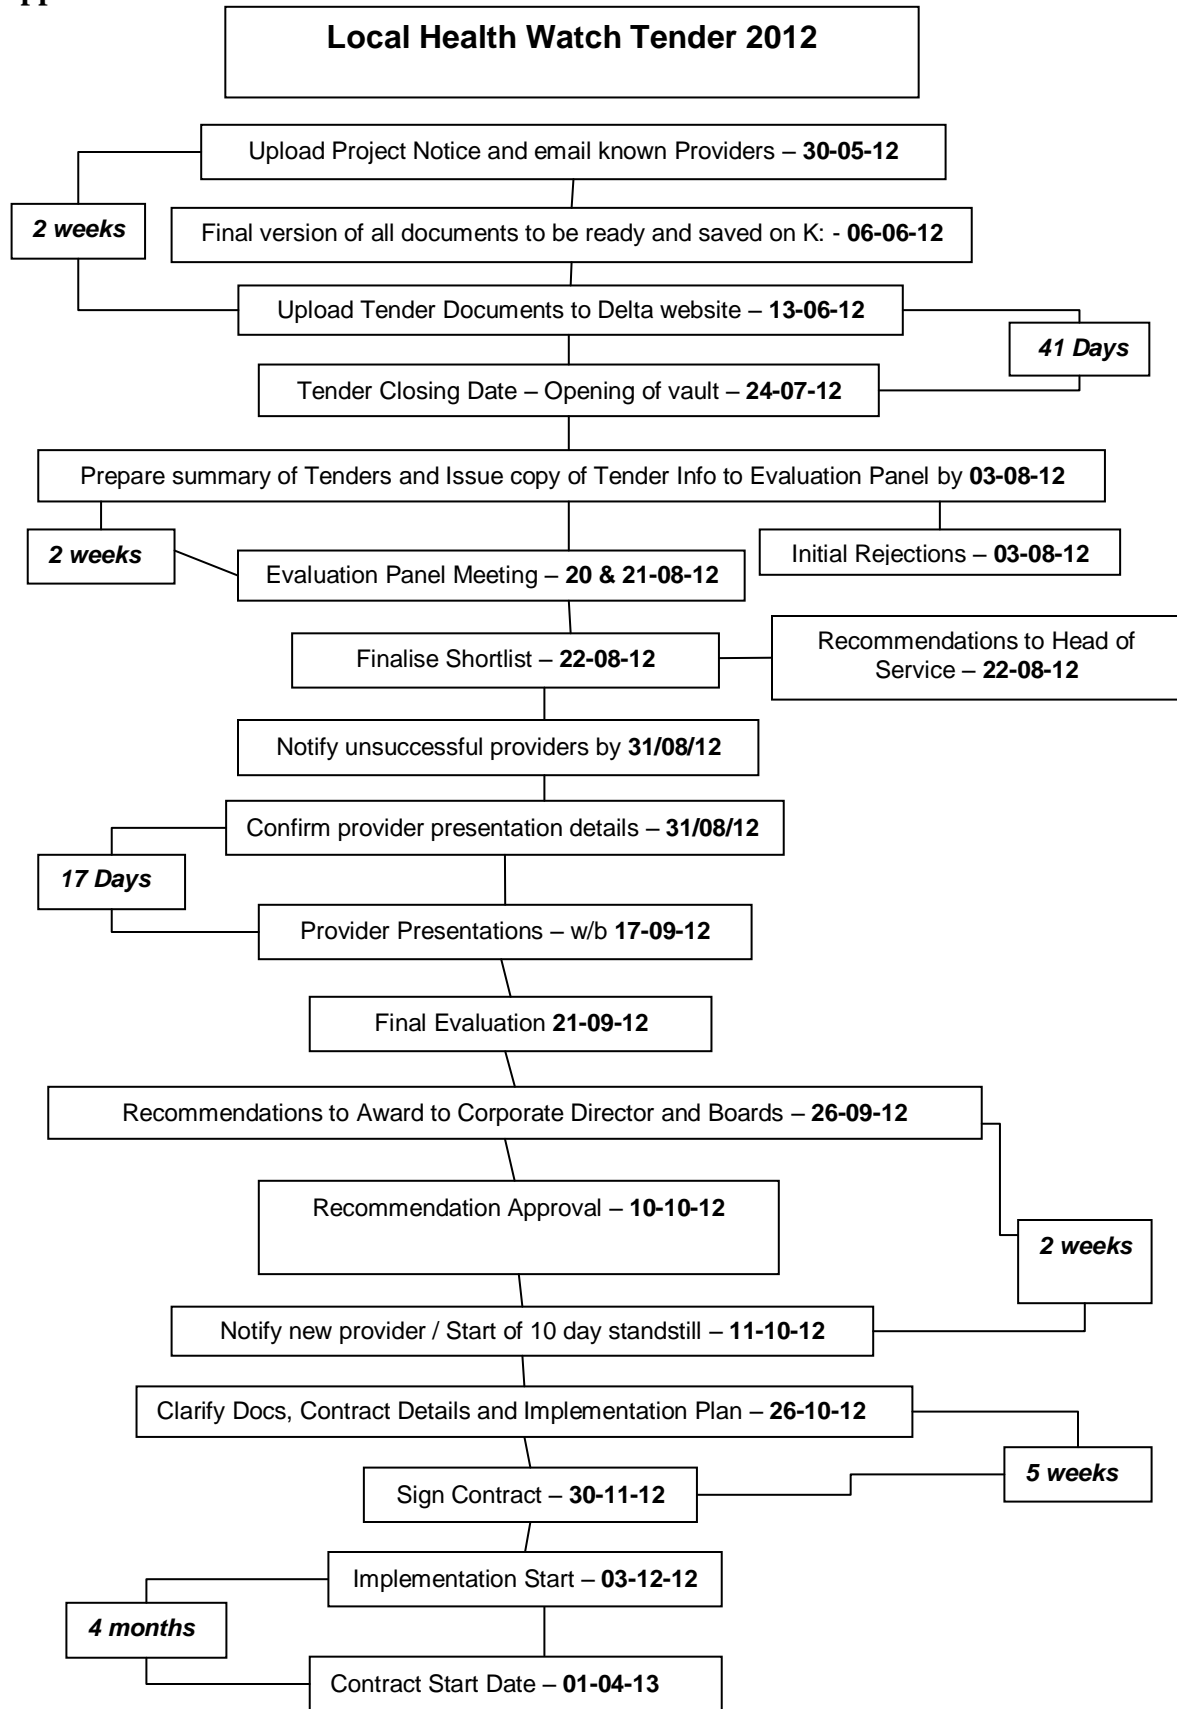 Local Health Watch Tender 2012
Upload Project Notice and email known Providers – 30-05-12
2 weeks
Final version of all documents to be ready and saved on K: - 06-06-12
Upload Tender Documents to Delta website – 13-06-12
41 Days
Tender Closing Date – Opening of vault – 24-07-12
Prepare summary of Tenders and Issue copy of Tender Info to Evaluation Panel by 03-08-12
2 weeks
Initial Rejections – 03-08-12
Evaluation Panel Meeting – 20 & 21-08-12
Finalise Shortlist – 22-08-12
Recommendations to Head of
Service – 22-08-12
Notify unsuccessful providers by 31/08/12
Confirm provider presentation details – 31/08/12
17 Days
Provider Presentations – w/b 17-09-12
Final Evaluation 21-09-12
Recommendations to Award to Corporate Director and Boards – 26-09-12
Recommendation Approval – 10-10-12
2 weeks
Notify new provider / Start of 10 day standstill – 11-10-12
Clarify Docs, Contract Details and Implementation Plan – 26-10-12
5 weeks
Sign Contract – 30-11-12
Implementation Start – 03-12-12
4 months
Contract Start Date – 01-04-13